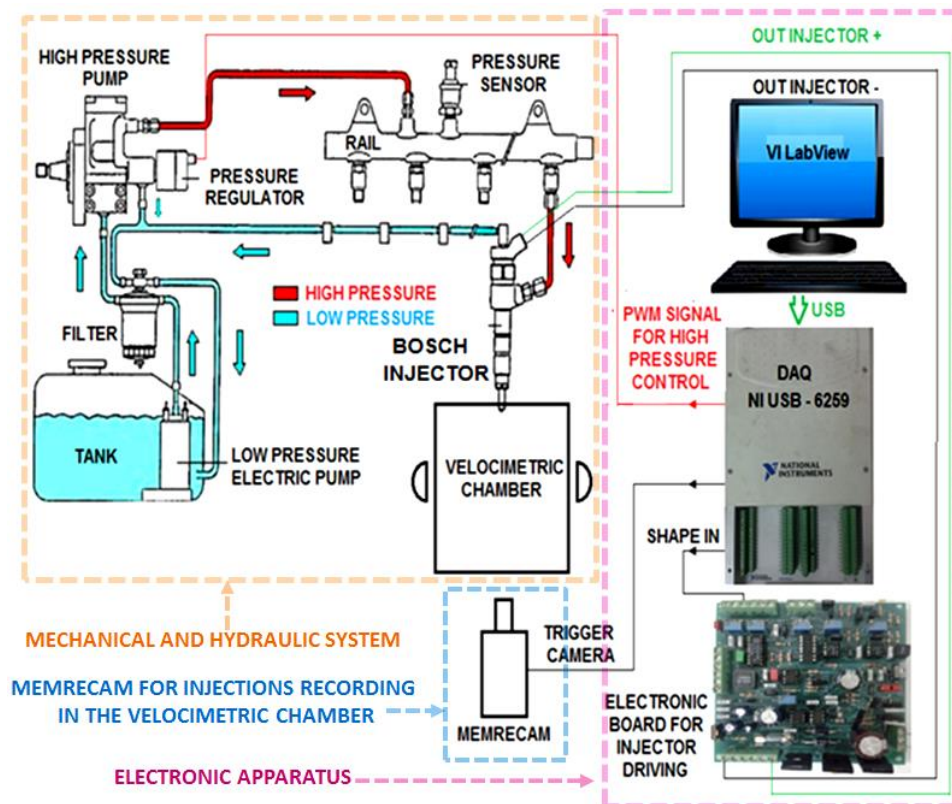 HIGH PRESSURE
PUMP
PRESSURE
SENSOR
RAIL
PRESSURE
REGULATOR
HIGH PRESSURE
LOW PRESSURE
FILTER
BOSCH
INJECTOR
TANK
LOW PRESSURE
ELECTRIC PUMP
VELOCIMETRIC
CHAMBER
OUT INJECTOR +
OUT INJECTOR -
VI LabView
USB
PWM SIGNAL
FOR HIGH
PRESSURE
CONTROL
DAQ
NI USB - 6259
NATIONAL
INSTRUMENTS
SHAPE IN
TRIGGER
CAMERA
MEMRECAM
ELECTRONIC
BOARD FOR
INJECTOR
DRIVING
MECHANICAL AND HYDRAULIC SYSTEM
MEMRECAM FOR INJECTIONS RECORDING
IN THE VELOCIMETRIC CHAMBER
ELECTRONIC APPARATUS